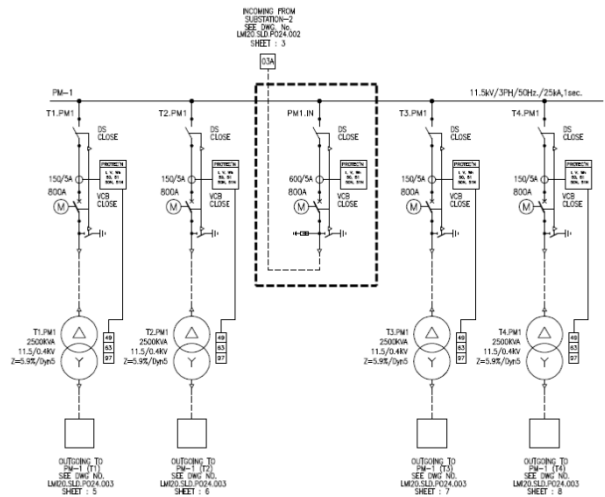 INCOMING FROM
SUBSTATION-2
SEE DWG. No.
LMI20.SLD.PO24.002
SHEET : 3
03A
PM-1
11.5kV/3PH/50Hz./25kA,1sec.
T1.PM1
DS
CLOSE
150/5A
800A
M
VCB
CLOSE
T1.PM1
2500KVA
11.5/0.4KV
Z=5.9%/Dyn5
49
63
97
OUTGOING TO
PM-1 (T1)
SEE DWG NO.
LMI20.SLD.PO24.003
SHEET : 5
T2.PM1
DS
CLOSE
150/5A
800A
M
VCB
CLOSE
T2.PM1
2500KVA
11.5/0.4KV
Z=5.9%/Dyn5
49
63
97
OUTGOING TO
PM-1 (T2)
SEE DWG NO.
LMI20.SLD.PO24.003
SHEET : 6
PM1.IN
DS
CLOSE
600/5A
800A
M
VCB
CLOSE
T3.PM1
DS
CLOSE
150/5A
800A
M
VCB
CLOSE
T3.PM1
2500KVA
11.5/0.4KV
Z=5.9%/Dyn5
49
63
97
OUTGOING TO
PM-1 (T3)
SEE DWG NO.
LMI20.SLD.PO24.003
SHEET : 7
T4.PM1
DS
CLOSE
150/5A
800A
M
VCB
CLOSE
T4.PM1
2500KVA
11.5/0.4KV
Z=5.9%/Dyn5
49
63
97
OUTGOING TO
PM-1 (T4)
SEE DWG NO.
LMI20.SLD.PO24.003
SHEET : 8